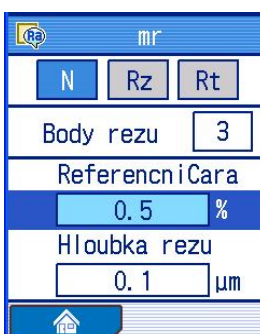 Ra mr
N Rz Rt
Body rezu 3
ReferencniCara
0.5 %
Hloubka rezu
0.1 µm